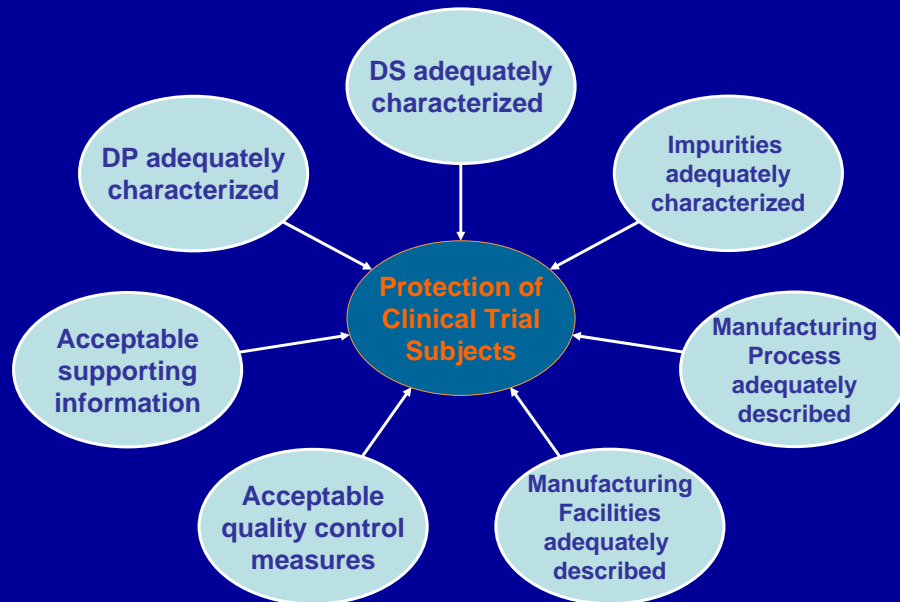 DS adequately
characterized
DP adequately
characterized
Impurities
adequately
characterized
Protection of
Clinical Trial
Subjects
Acceptable
supporting
information
Manufacturing
Process
adequately
described
Acceptable
quality control
measures
Manufacturing
Facilities
adequately
described